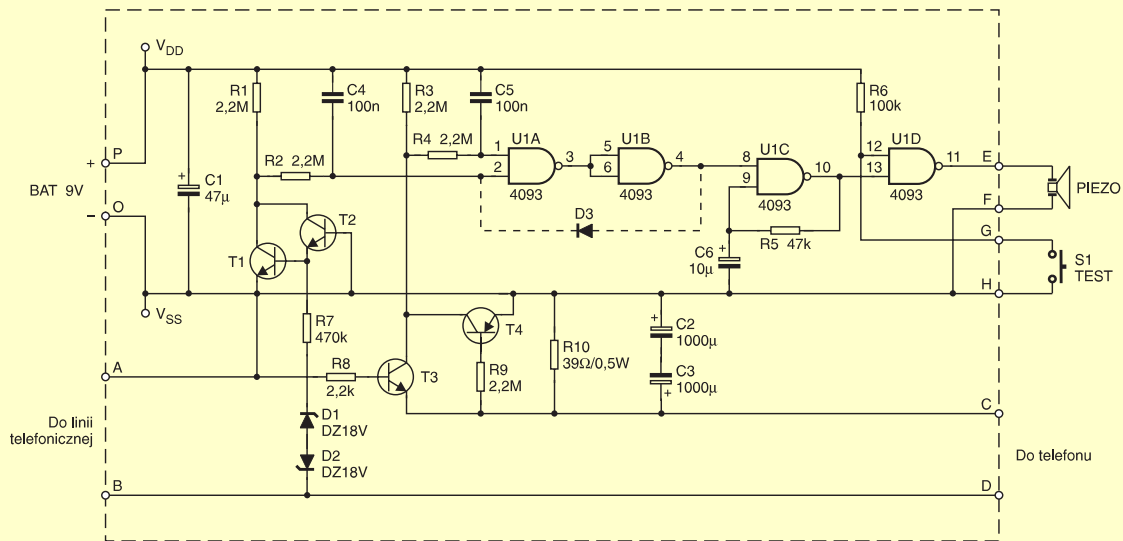 V_DD
R1
2,2M
C4
100n
R3
2,2M
C5
100n
R6
100k
R4 2,2M
U1A
U1B
U1C
U1D
1
2
3
5
6
4
8
9
10
12
13
11
4093
4093
4093
4093
E
F
PIEZO
P
+
BAT 9V
−
O
C1
47µ
+
R2 2,2M
T2
T1
D3
R5 47k
C6
10µ
+
G
S1
TEST
H
V_SS
R7
470k
T4
A
R8
2,2k
T3
R9
2,2M
R10
39Ω/0,5W
+
C2
1000µ
C3
1000µ
+
C
Do linii
telefonicznej
D1
DZ18V
D2
DZ18V
Do telefonu
B
D